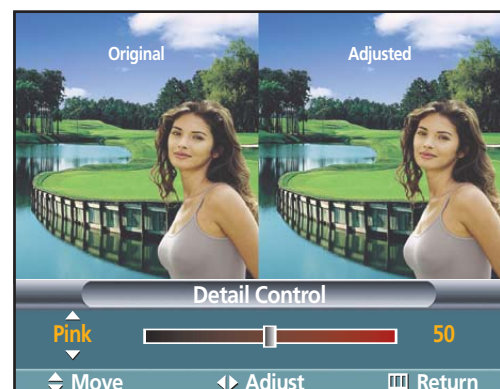 Original Adjusted
Detail Control
Pink 50
Move Adjust Return